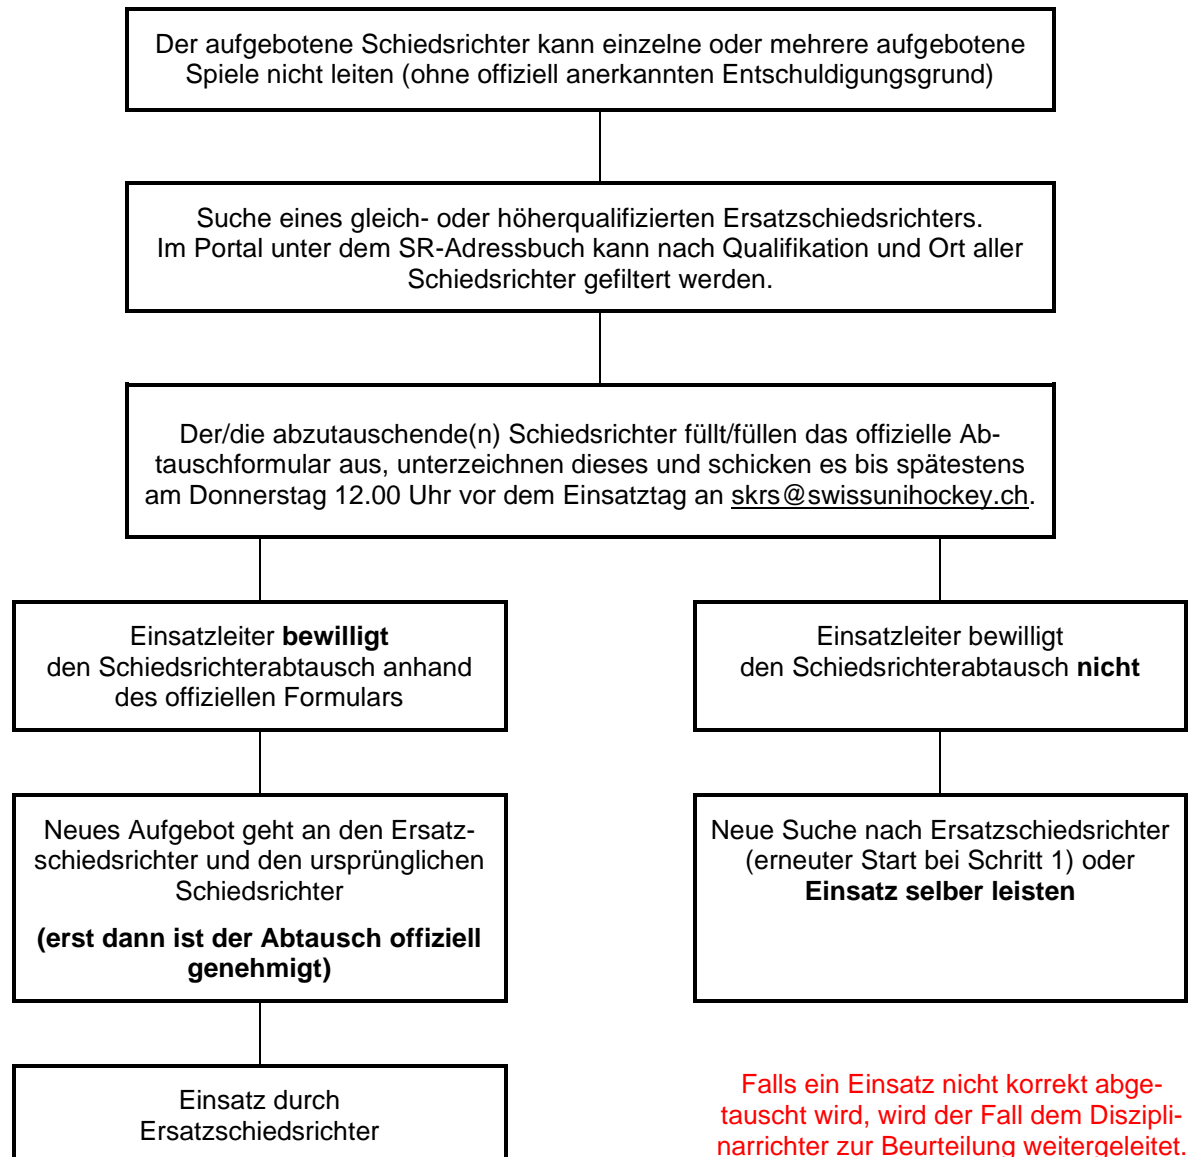 Der aufgebotene Schiedsrichter kann einzelne oder mehrere aufgebotene
Spiele nicht leiten (ohne offiziell anerkannten Entschuldigungsgrund)
Suche eines gleich- oder höherqualifizierten Ersatzschiedsrichters.
Im Portal unter dem SR-Adressbuch kann nach Qualifikation und Ort aller
Schiedsrichter gefiltert werden.
Der/die abzutauschende(n) Schiedsrichter füllt/füllen das offizielle Ab-
tauschformular aus, unterzeichnen dieses und schicken es bis spätestens
am Donnerstag 12.00 Uhr vor dem Einsatztag an skrs@swissunihockey.ch.
Einsatzleiter bewilligt
den Schiedsrichterabtausch anhand
des offiziellen Formulars
Einsatzleiter bewilligt
den Schiedsrichterabtausch nicht
Neues Aufgebot geht an den Ersatz-
schiedsrichter und den ursprünglichen
Schiedsrichter
(erst dann ist der Abtausch offiziell
genehmigt)
Neue Suche nach Ersatzschiedsrichter
(erneuter Start bei Schritt 1) oder
Einsatz selber leisten
Einsatz durch
Ersatzschiedsrichter
Falls ein Einsatz nicht korrekt abge-
tauscht wird, wird der Fall dem Diszipli-
narrichter zur Beurteilung weitergeleitet.